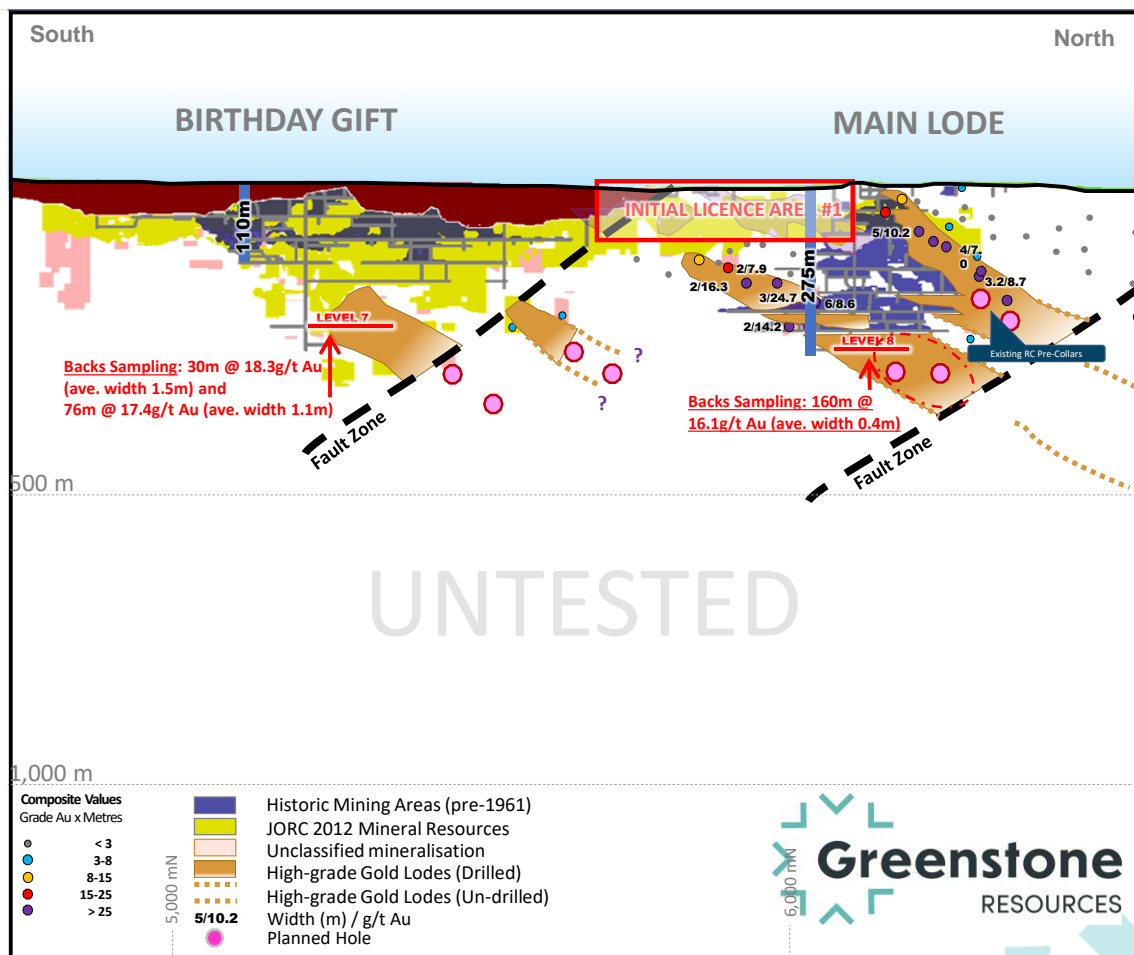 South
North
BIRTHDAY GIFT
MAIN LODE
INITIAL LICENCE AREA #1
110m
275m
5/10.2
4/7.
0
3.2/8.7
2/7.9
2/16.3
3/24.7
6/8.6
2/14.2
LEVEL 7
LEVEL 8
Existing RC Pre-Collars
?
?
Backs Sampling: 30m @ 18.3g/t Au
(ave. width 1.5m) and
76m @ 17.4g/t Au (ave. width 1.1m)
Backs Sampling: 160m @
16.1g/t Au (ave. width 0.4m)
Fault Zone
Fault Zone
500 m
UNTESTED
1,000 m
Composite Values
Grade Au x Metres
< 3
3-8
8-15
15-25
> 25
Historic Mining Areas (pre-1961)
JORC 2012 Mineral Resources
Unclassified mineralisation
High-grade Gold Lodes (Drilled)
High-grade Gold Lodes (Un-drilled)
5/10.2 Width (m) / g/t Au
Planned Hole
5,000 mN
6,000 mN
Greenstone
RESOURCES